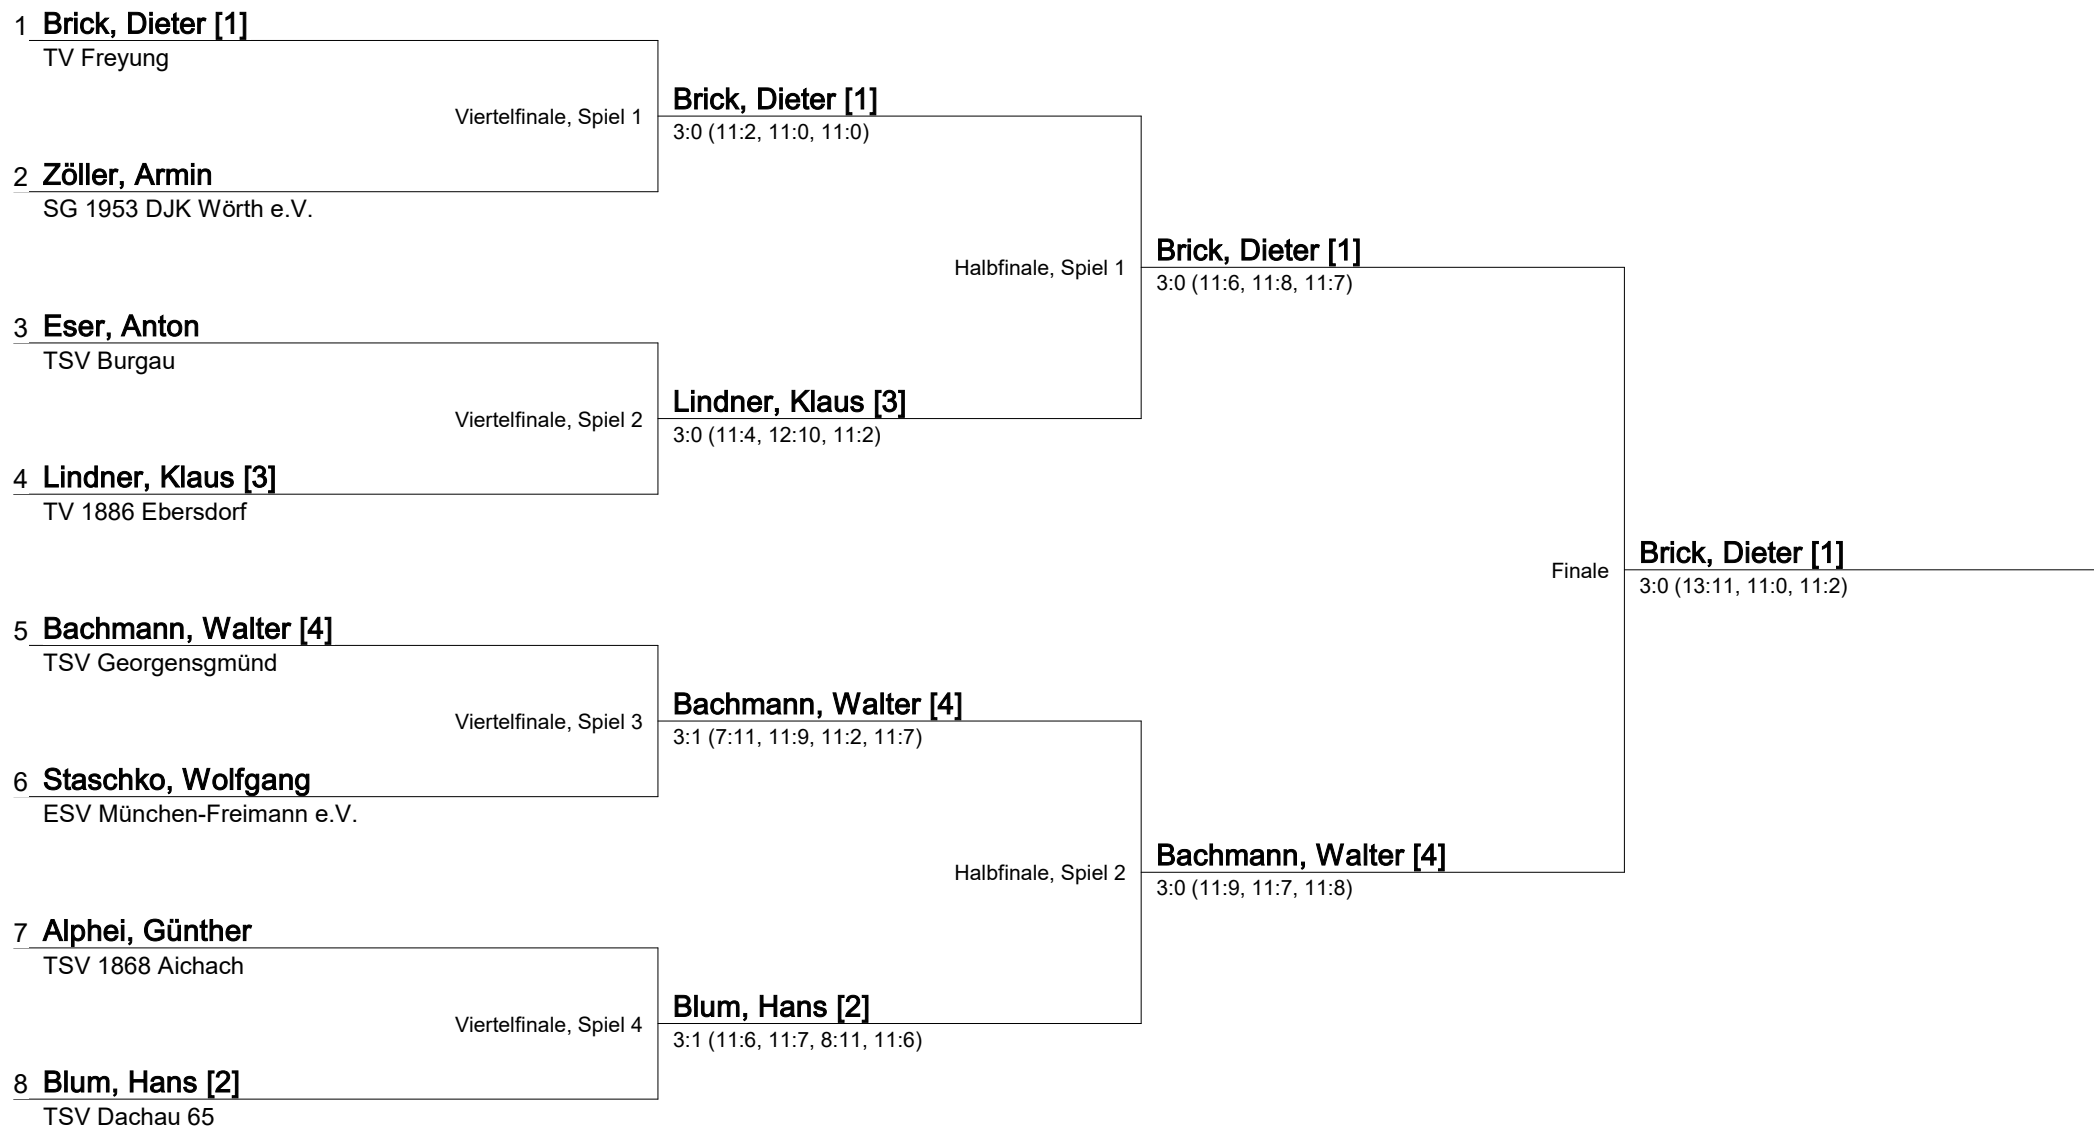 1 Brick, Dieter [1]
TV Freyung
Viertelfinale, Spiel 1
Brick, Dieter [1]
3:0 (11:2, 11:0, 11:0)
2 Zöller, Armin
SG 1953 DJK Wörth e.V.
Halbfinale, Spiel 1
Brick, Dieter [1]
3:0 (11:6, 11:8, 11:7)
3 Eser, Anton
TSV Burgau
Viertelfinale, Spiel 2
Lindner, Klaus [3]
3:0 (11:4, 12:10, 11:2)
4 Lindner, Klaus [3]
TV 1886 Ebersdorf
Finale
Brick, Dieter [1]
3:0 (13:11, 11:0, 11:2)
5 Bachmann, Walter [4]
TSV Georgensgmünd
Viertelfinale, Spiel 3
Bachmann, Walter [4]
3:1 (7:11, 11:9, 11:2, 11:7)
6 Staschko, Wolfgang
ESV München-Freimann e.V.
Halbfinale, Spiel 2
Bachmann, Walter [4]
3:0 (11:9, 11:7, 11:8)
7 Alphei, Günther
TSV 1868 Aichach
Viertelfinale, Spiel 4
Blum, Hans [2]
3:1 (11:6, 11:7, 8:11, 11:6)
8 Blum, Hans [2]
TSV Dachau 65